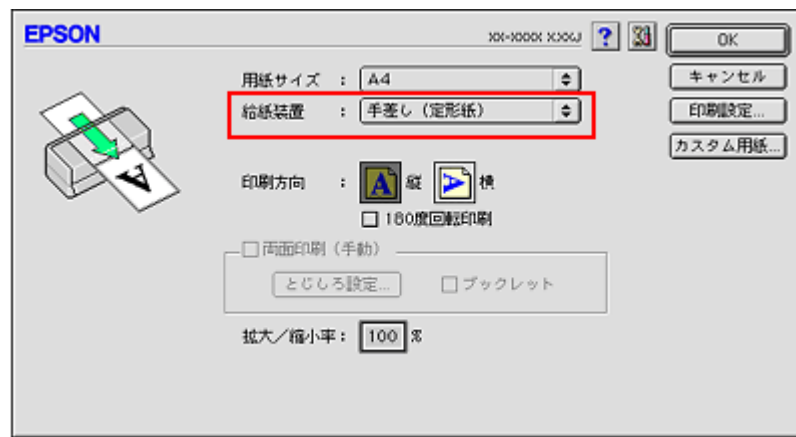 EPSON
XX-XXXX X.XXJ ? OK
用紙サイズ : A4 キャンセル
給紙装置 : 手差し（定形紙） 印刷設定...
カスタム用紙...
印刷方向 : A 縦 A 横
180度回転印刷
A
両面印刷（手動）
とじしろ設定... ブックレット
拡大／縮小率: 100 %